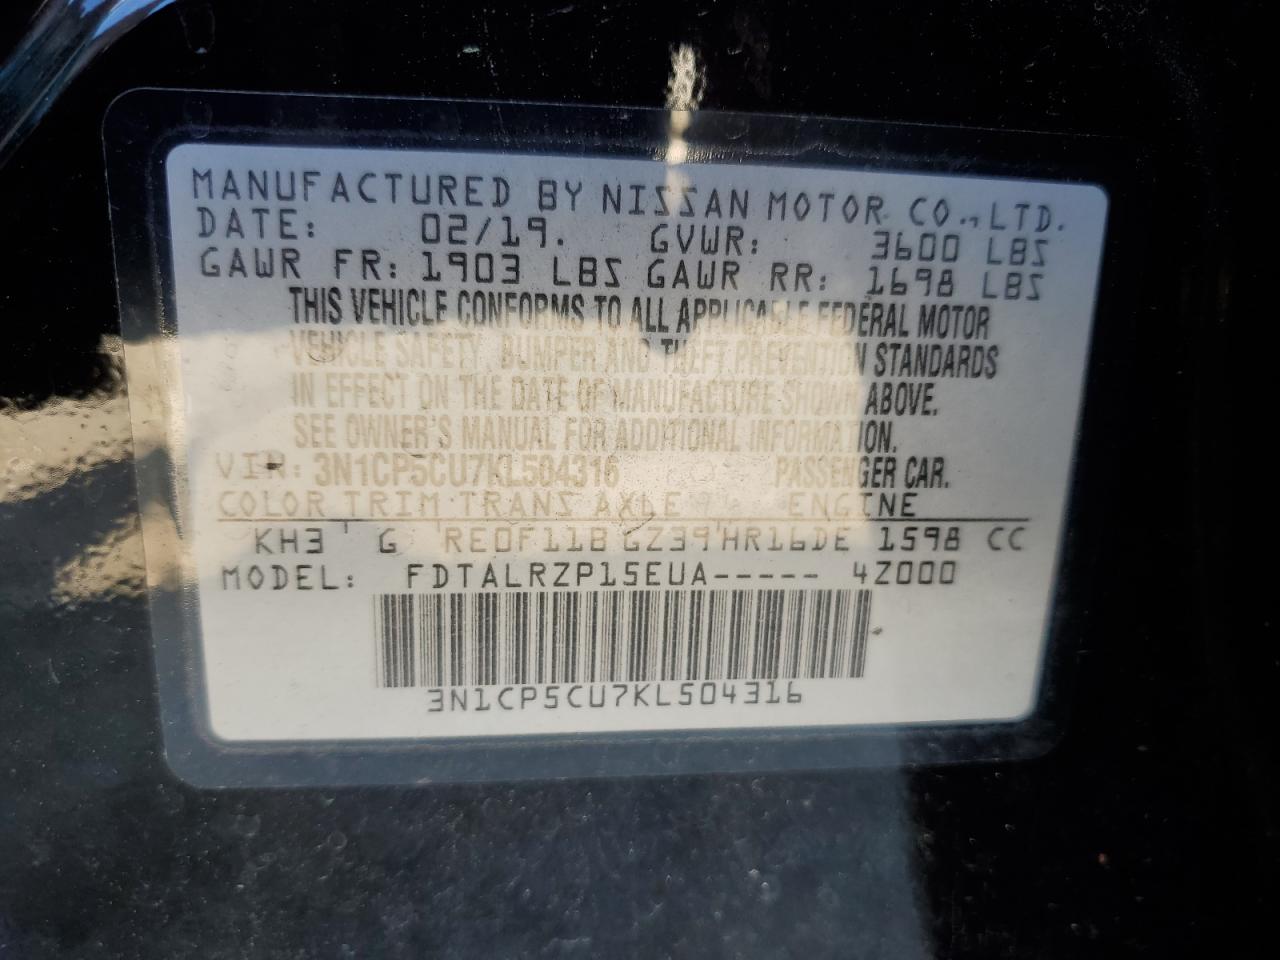 MANUFACTURED BY NISSAN MOTOR CO., LTD.
DATE: 02/19. GVWR: 3600 LBS
GAWR FR: 1903 LBS GAWR RR: 1698 LBS
THIS VEHICLE CONFORMS TO ALL APPLICABLE FEDERAL MOTOR
VEHICLE SAFETY, BUMPER AND THEFT PREVENTION STANDARDS
IN EFFECT ON THE DATE OF MANUFACTURE SHOWN ABOVE.
SEE OWNER'S MANUAL FOR ADDITIONAL INFORMATION.
VIN: 3N1CP5CU7KL504316 PASSENGER CAR.
COLOR TRIM TRANS AXLE ENGINE
KH3 G RE0F11B GZ39 HR16DE 1598 CC
MODEL: FDTALRZP15EUA----- 4Z000
3N1CP5CU7KL504316